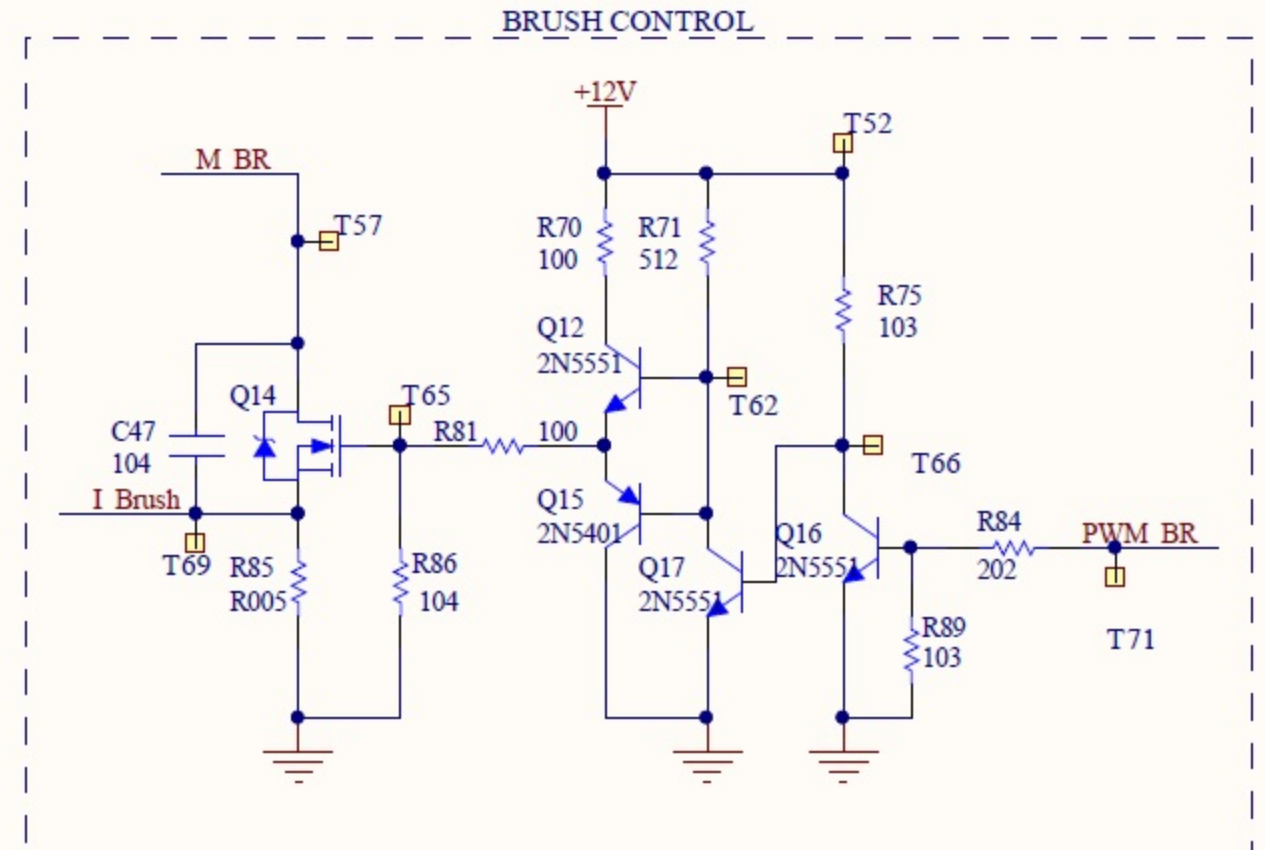 BRUSH CONTROL
+12V
T52
M BR
T57
R70
100
R71
512
R75
103
Q12
2N5551
Q14
T65
T62
C47
104
R81
100
T66
I Brush
Q15
2N5401
Q16
2N5551
R84
202
PWM BR
T69
R85
R005
R86
104
Q17
2N5551
R89
103
T71